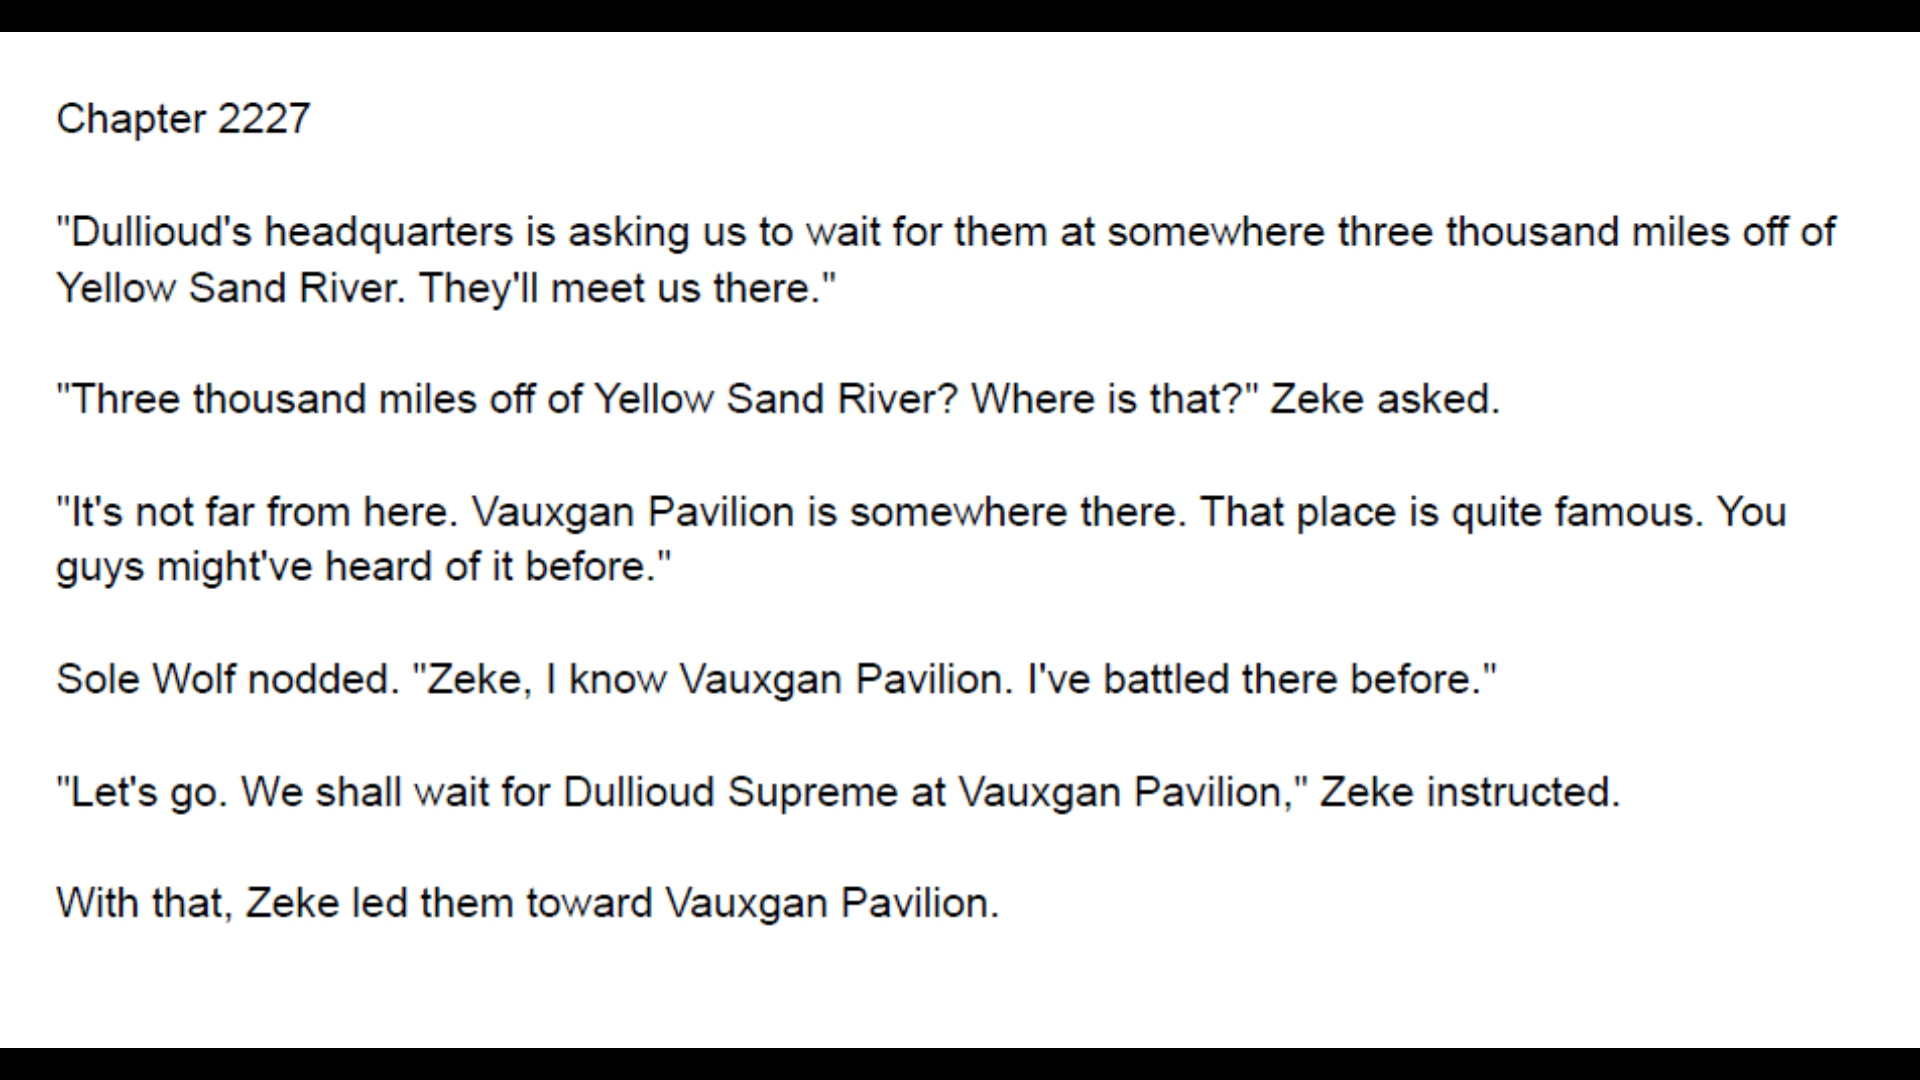 Chapter 2227
"Dullioud's headquarters is asking us to wait for them at somewhere three thousand miles off of
Yellow Sand River. They'll meet us there."
"Three thousand miles off of Yellow Sand River? Where is that?" Zeke asked.
"It's not far from here. Vauxgan Pavilion is somewhere there. That place is quite famous. You
guys might've heard of it before."
Sole Wolf nodded. "Zeke, I know Vauxgan Pavilion. I've battled there before."
"Let's go. We shall wait for Dullioud Supreme at Vauxgan Pavilion," Zeke instructed.
With that, Zeke led them toward Vauxgan Pavilion.